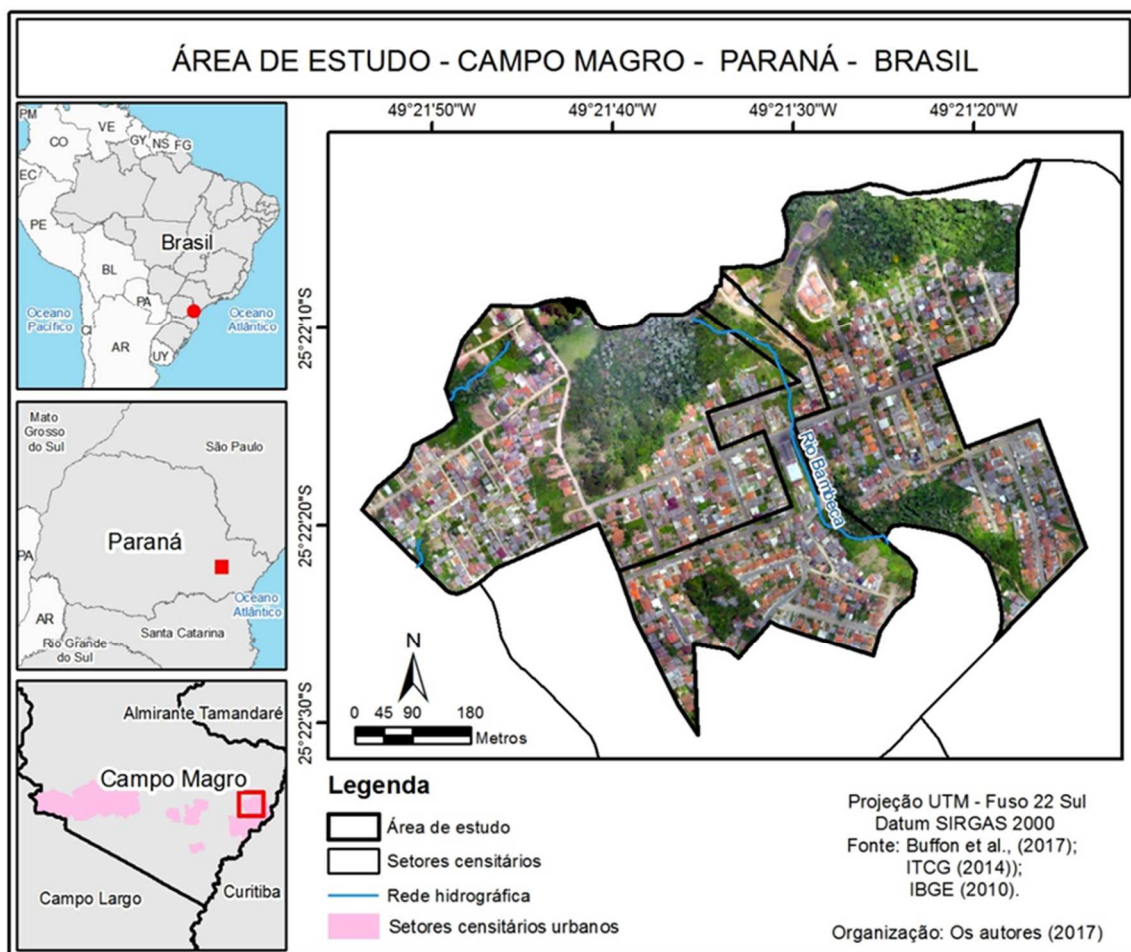 ÁREA DE ESTUDO - CAMPO MAGRO - PARANÁ - BRASIL
PM
VE
GY
NS
FG
CO
EC
PE
Brasil
BL
PA
Oceano
Pacífico
Oceano
Atlântico
CI
AR
UY
Mato
Grosso
do Sul
São Paulo
Paraná
PA
Oceano
Atlântico
AR
Santa Catarina
Rio Grande
do Sul
Almirante Tamandaré
Campo Magro
Campo Largo
Curitiba
49°21'50"W
49°21'40"W
49°21'30"W
49°21'20"W
25°22'10"S
25°22'20"S
25°22'30"S
Rio Bambeca
N
0 45 90 180
Metros
Legenda
Área de estudo
Setores censitários
Rede hidrográfica
Setores censitários urbanos
Projeção UTM - Fuso 22 Sul
Datum SIRGAS 2000
Fonte: Buffon et al., (2017);
ITCG (2014));
IBGE (2010).
Organização: Os autores (2017)